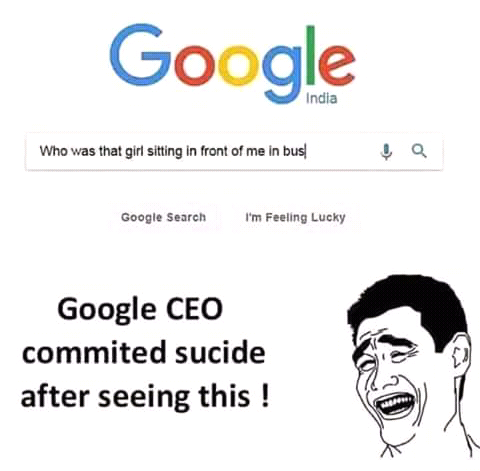 Google
India
Who was that girl sitting in front of me in bus
Google Search I'm Feeling Lucky
Google CEO
commited sucide
after seeing this !